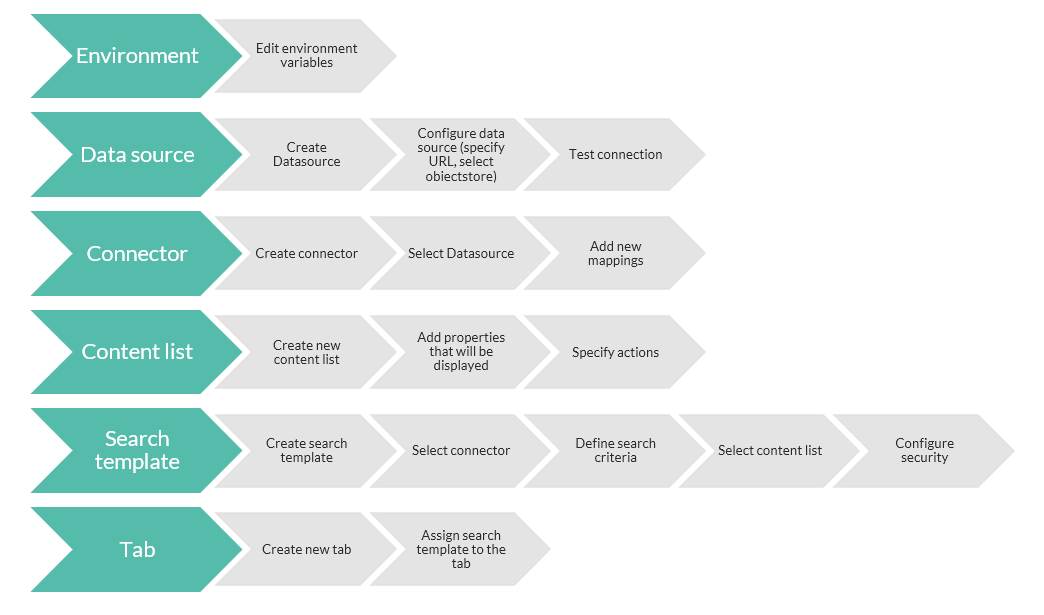 Environment
Edit environment
variables
Data source
Create
Datasource
Configure data
source (specify
URL, select
objectstore)
Test connection
Connector
Create connector
Select Datasource
Add new
mappings
Content list
Create new
content list
Add properties
that will be
displayed
Specify actions
Search
template
Create search
template
Select connector
Define search
criteria
Select content list
Configure
security
Tab
Create new tab
Assign search
template to the
tab